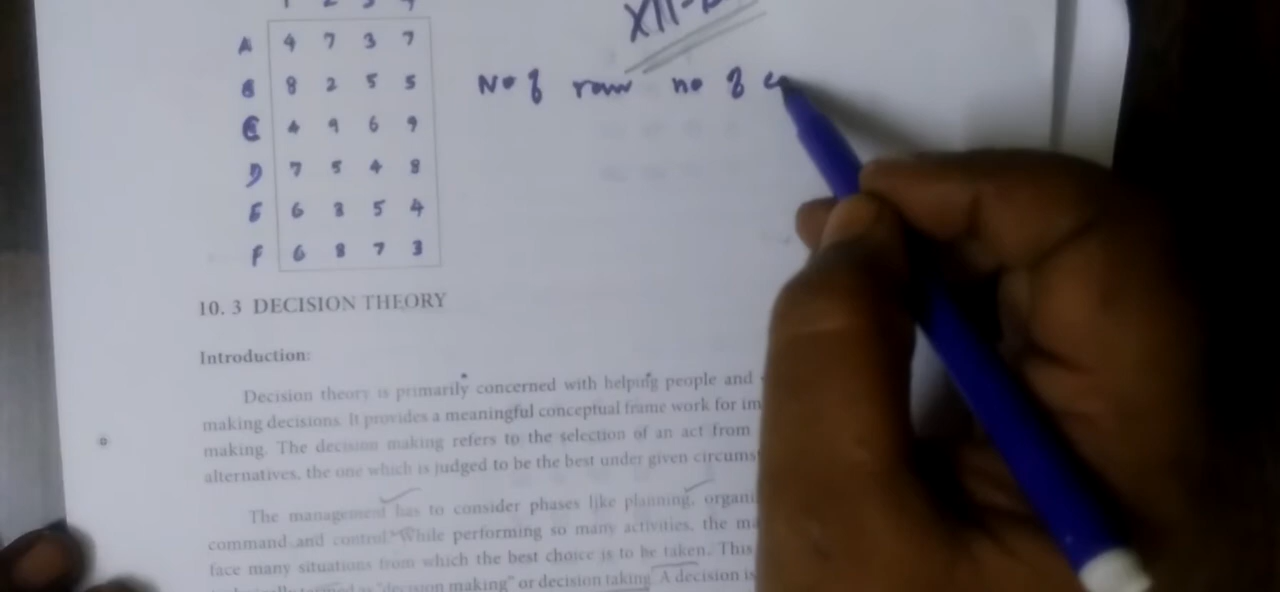 XII-
A 4 7 3 7
B 8 2 5 5 No of row no of
C 4 9 6 9
D 7 5 4 8
E 6 3 5 4
F 6 8 7 3
10. 3 DECISION THEORY
Introduction:
Decision theory is primarily concerned with helping people and
making decisions. It provides a meaningful conceptual frame work for im
making. The decision making refers to the selection of an act from
alternatives, the one which is judged to be the best under given circums
The management has to consider phases like planning, organi
command and control. While performing so many activities, the ma
face many situations from which the best choice is to be taken. This
"decision making" or decision taking. A decision is